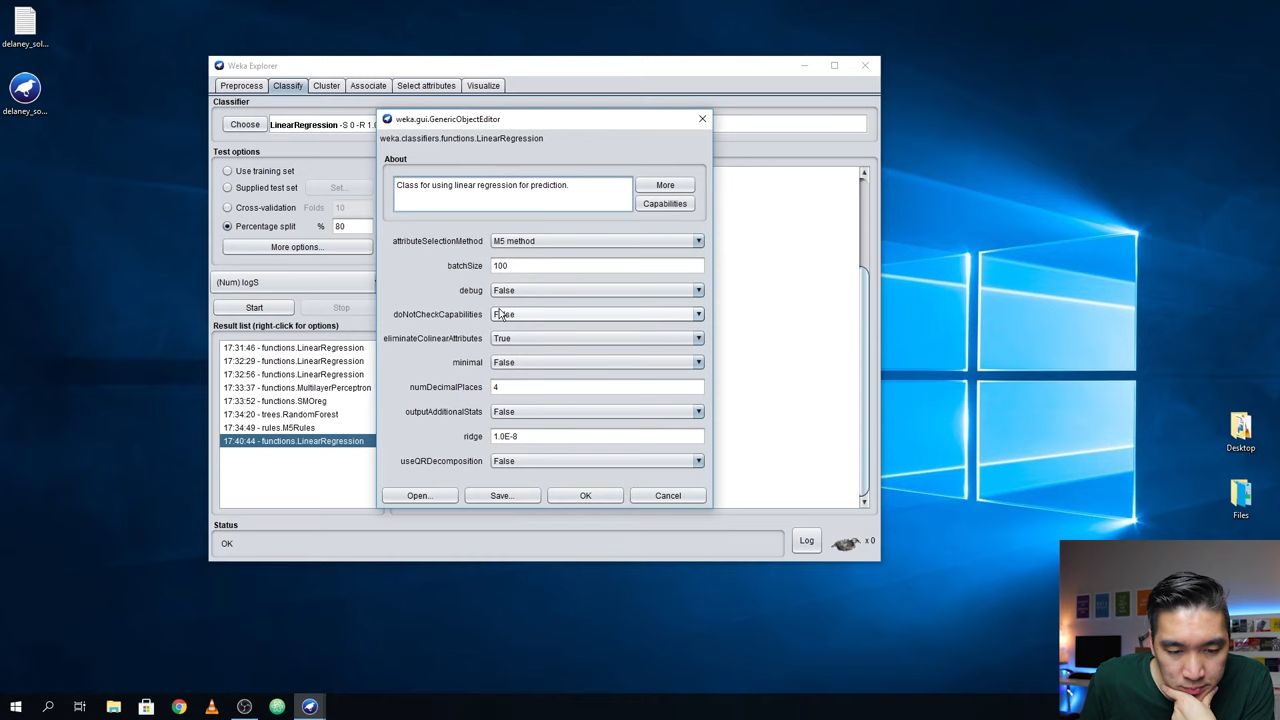 delaney_sol...
delaney_so...
Weka Explorer
Preprocess Classify Cluster Associate Select attributes Visualize
Classifier
Choose LinearRegression -S 0 -R 1.0
Test options
Use training set
Supplied test set Set...
Cross-validation Folds 10
Percentage split % 80
More options...
(Num) logS
Start Stop
Result list (right-click for options)
17:31:46 - functions.LinearRegression
17:32:29 - functions.LinearRegression
17:32:56 - functions.LinearRegression
17:33:37 - functions.MultilayerPerceptron
17:33:52 - functions.SMOreg
17:34:20 - trees.RandomForest
17:34:49 - rules.M5Rules
17:40:44 - functions.LinearRegression
Status
OK
Log x 0
weka.gui.GenericObjectEditor
weka.classifiers.functions.LinearRegression
About
Class for using linear regression for prediction.
More
Capabilities
attributeSelectionMethod M5 method
batchSize 100
debug False
doNotCheckCapabilities False
eliminateColinearAttributes True
minimal False
numDecimalPlaces 4
outputAdditionalStats False
ridge 1.0E-8
useQRDecomposition False
Open... Save... OK Cancel
Desktop
Files